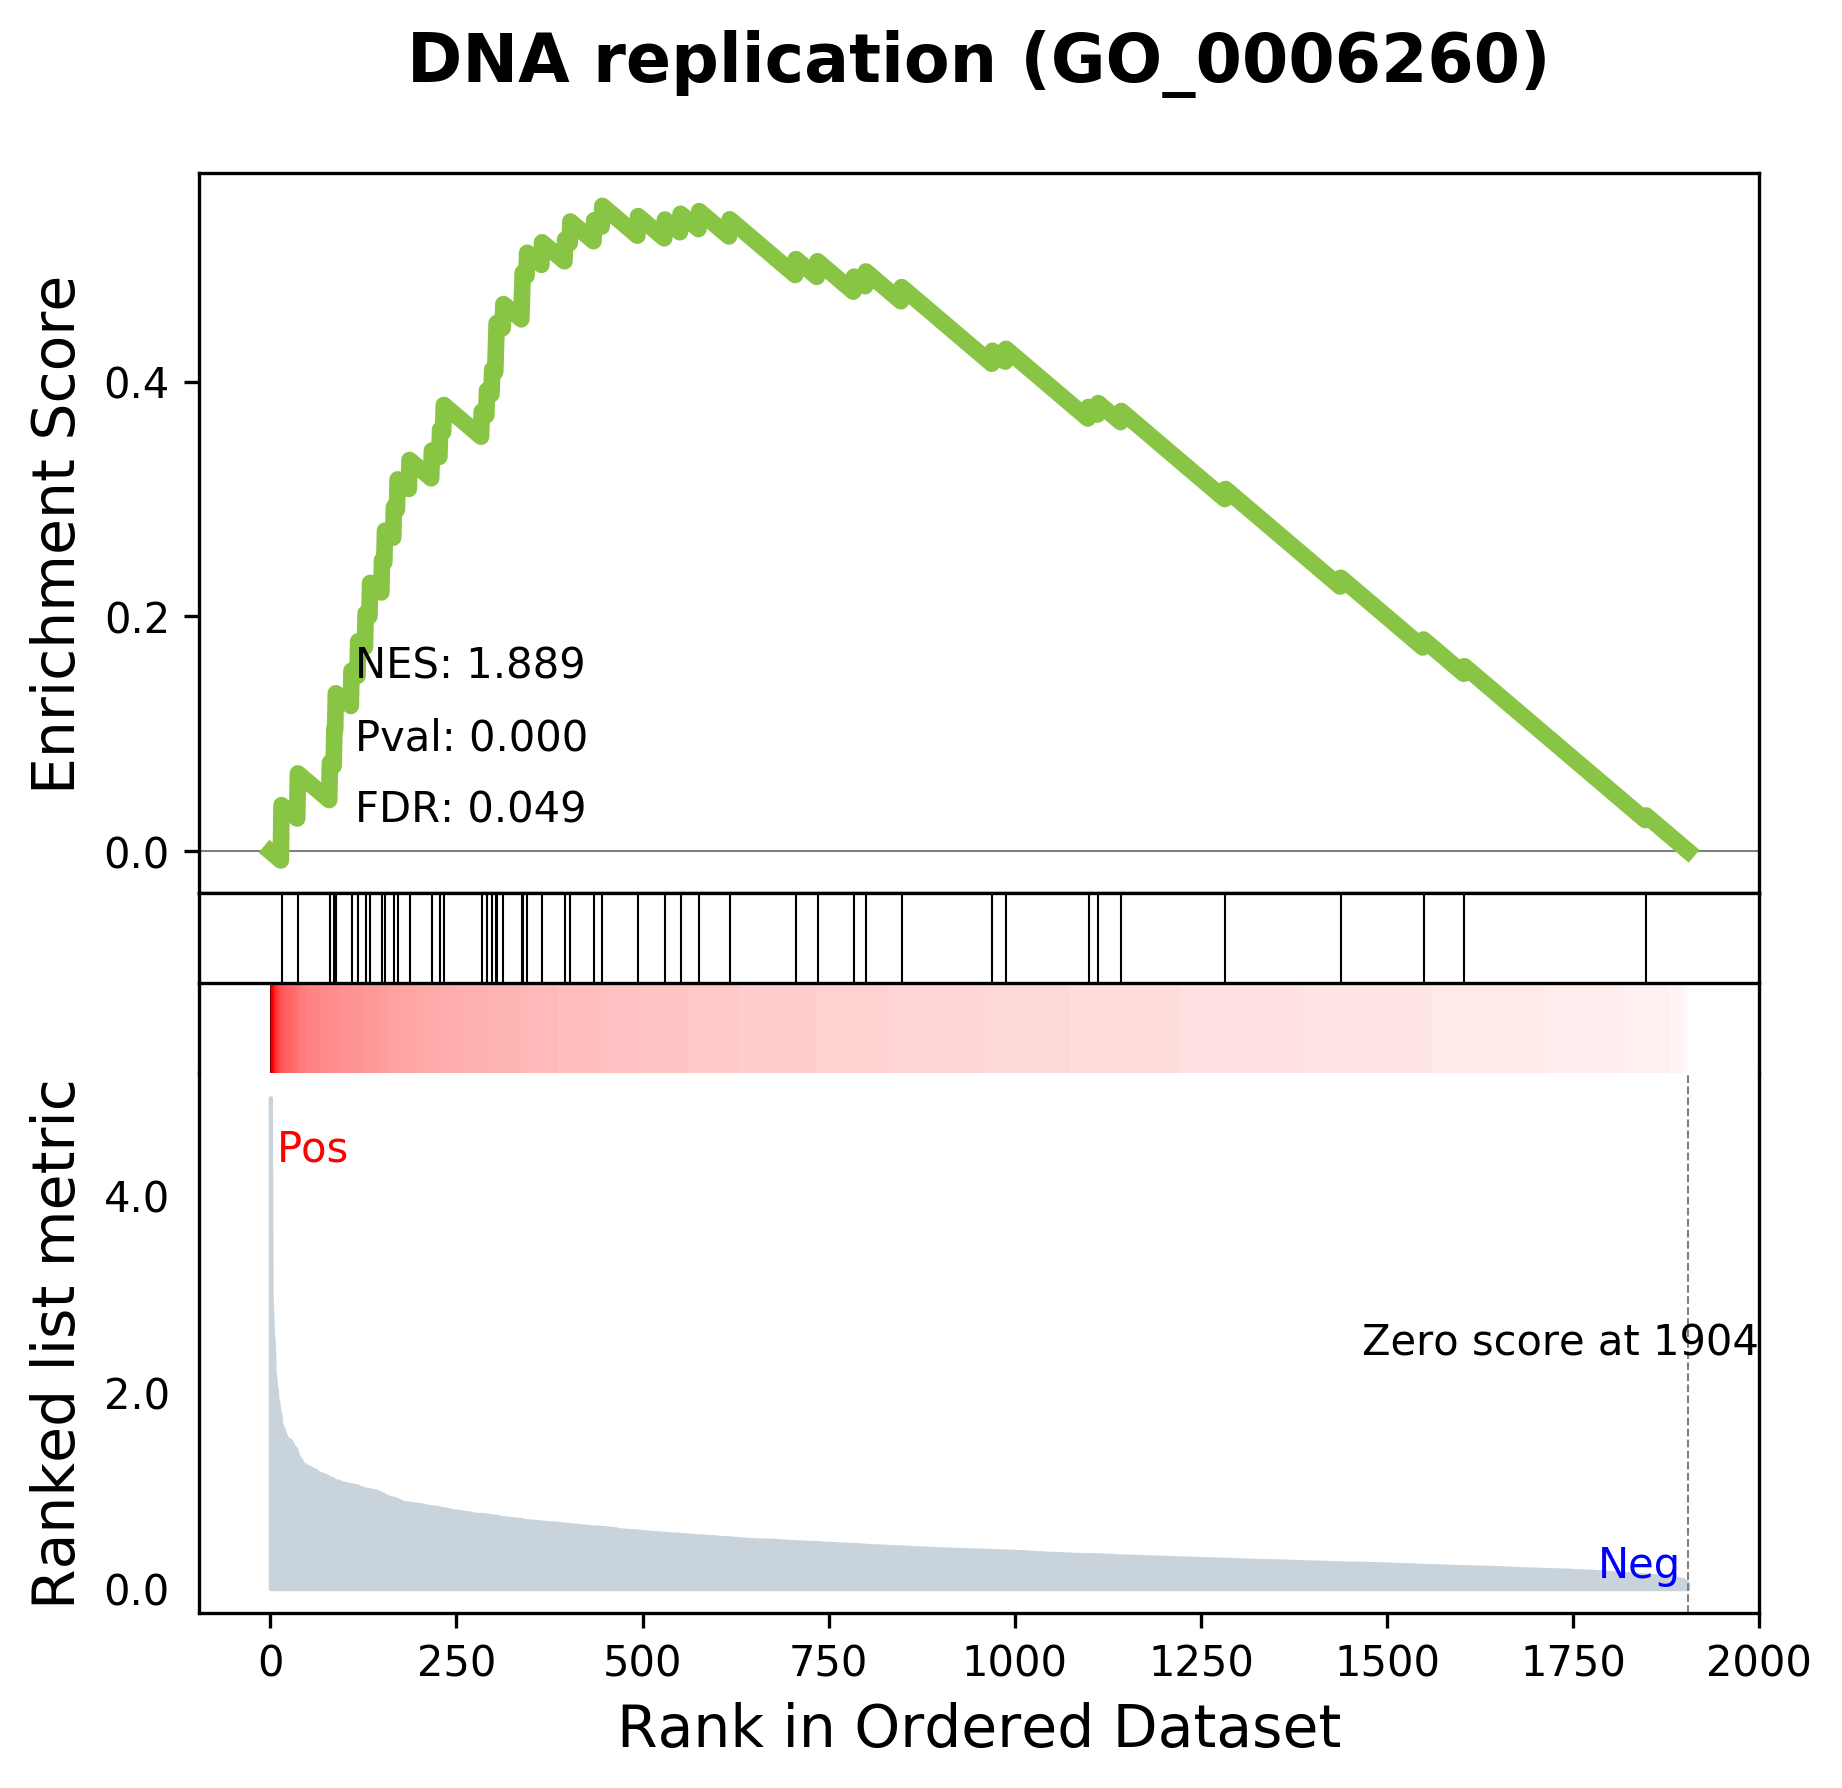 DNA replication (GO_0006260)
Enrichment Score
0.4
0.2
0.0
NES: 1.889
Pval: 0.000
FDR: 0.049
Ranked list metric
4.0
2.0
0.0
Pos
Zero score at 1904
Neg
0 250 500 750 1000 1250 1500 1750 2000
Rank in Ordered Dataset